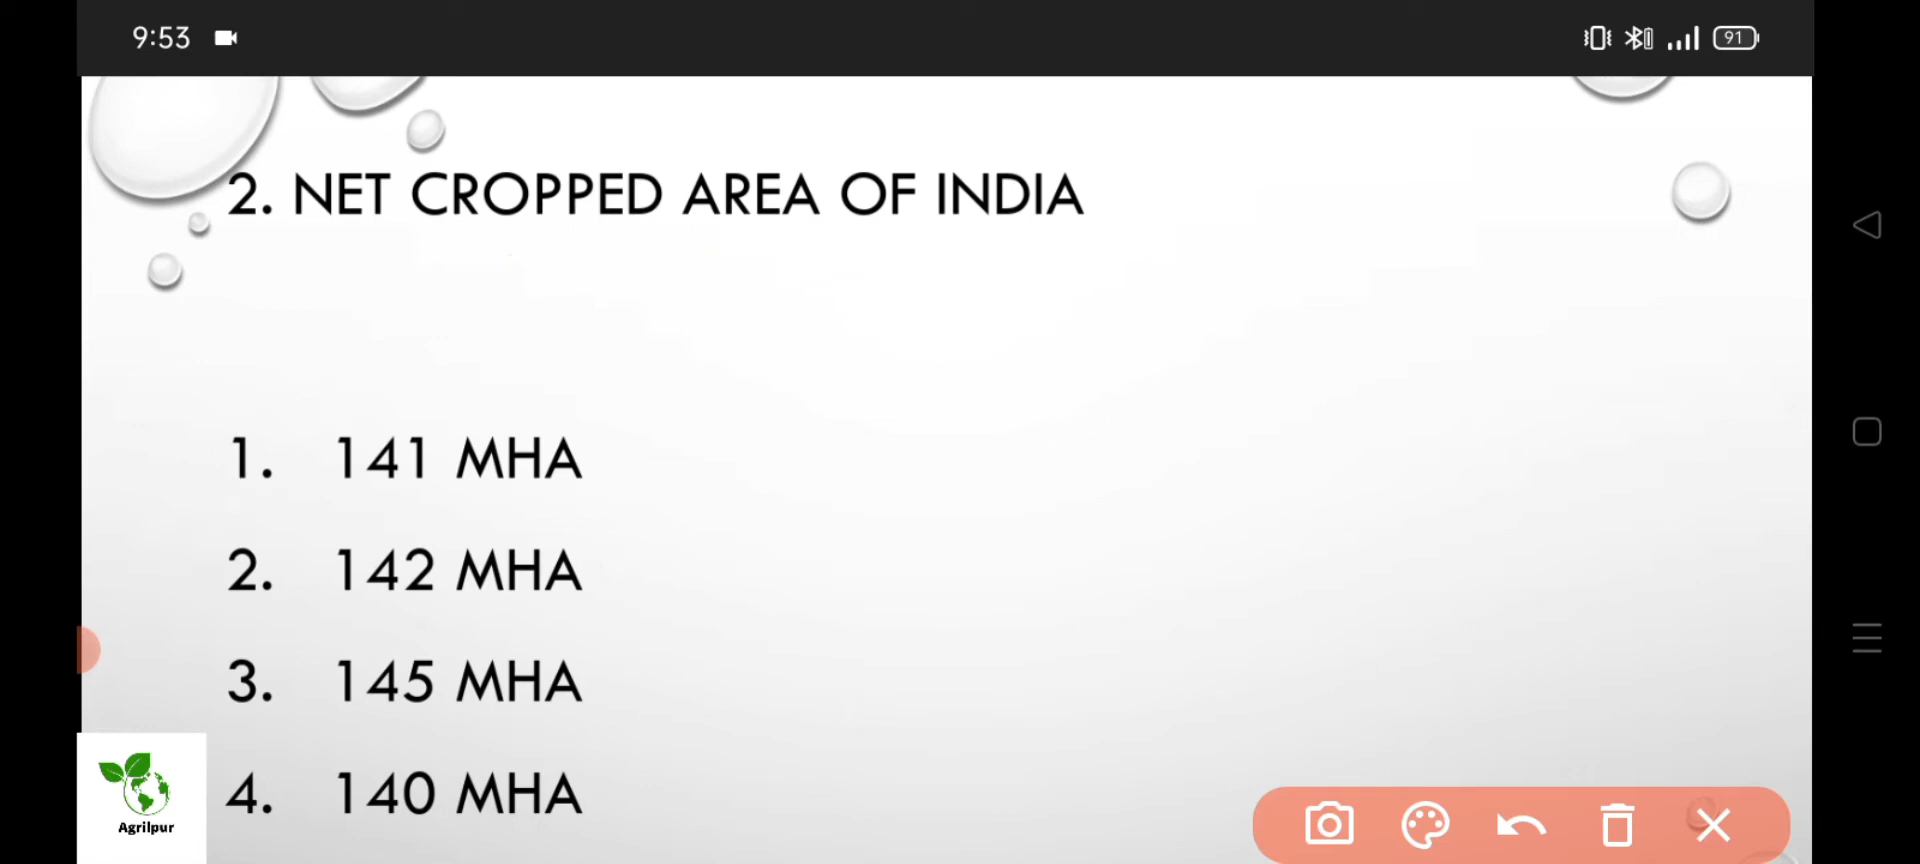 9:53
91
2. NET CROPPED AREA OF INDIA
1. 141 MHA
2. 142 MHA
3. 145 MHA
4. 140 MHA
Agrilpur